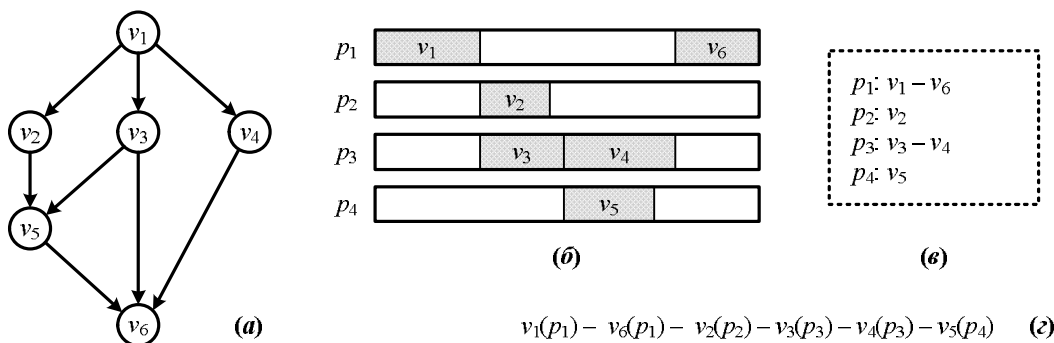 v1
v2
v3
v4
v5
v6
(а)
p1
v1
v6
p2
v2
p3
v3
v4
p4
v5
(б)
p1: v1 – v6
p2: v2
p3: v3 – v4
p4: v5
(в)
v1(p1) – v6(p1) – v2(p2) – v3(p3) – v4(p3) – v5(p4)
(г)